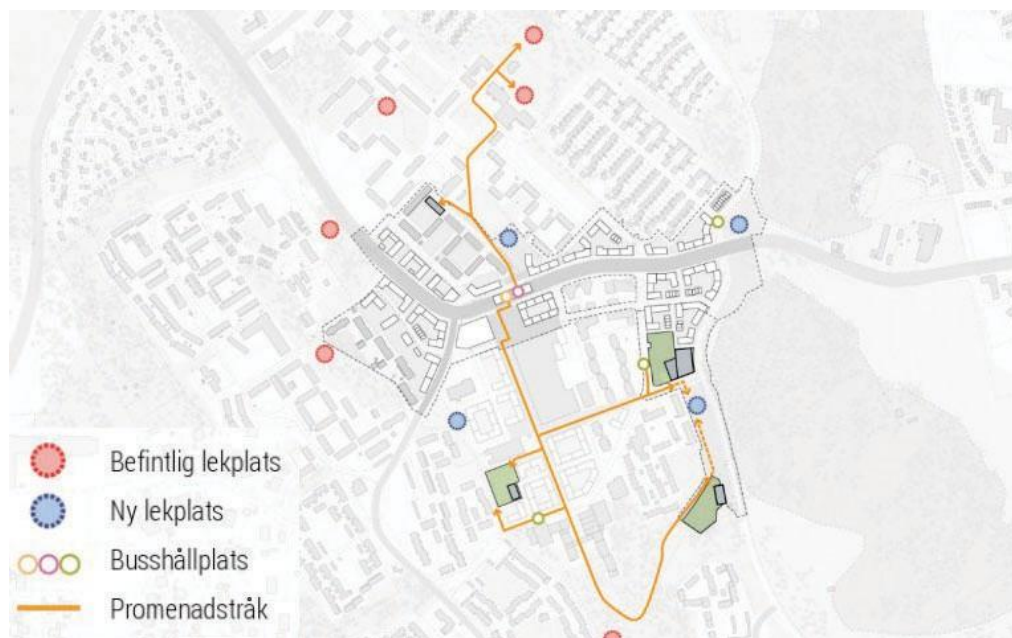 Befintlig lekplats
Ny lekplats
Busshållplats
Promenadstråk